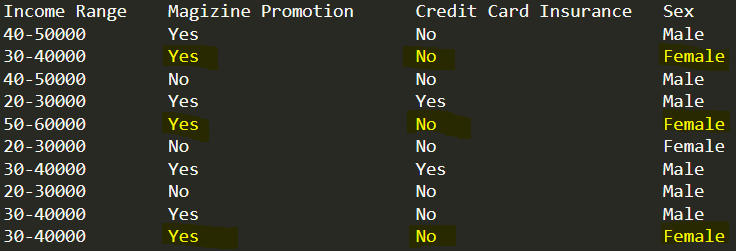 Income Range Magizine Promotion Credit Card Insurance Sex
40-50000 Yes No Male
30-40000 Yes No Female
40-50000 No No Male
20-30000 Yes Yes Male
50-60000 Yes No Female
20-30000 No No Female
30-40000 Yes Yes Male
20-30000 No No Male
30-40000 Yes No Male
30-40000 Yes No Female